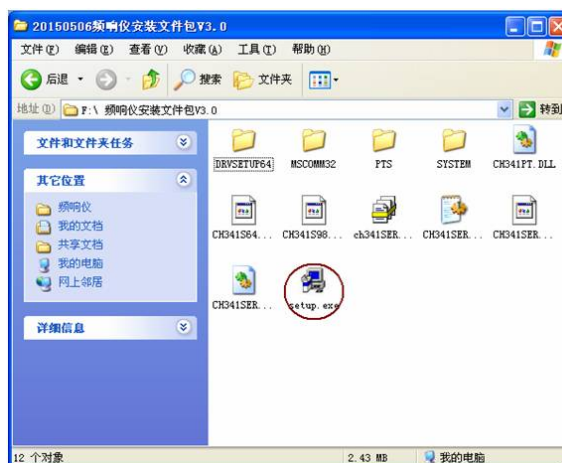 20150506频响仪安装文件包V3.0
文件(F) 编辑(E) 查看(V) 收藏(A) 工具(T) 帮助(H)
后退 搜索 文件夹
地址(D) F:\ 频响仪安装文件包V3.0 转到
文件和文件夹任务
其它位置
频响仪
我的文档
共享文档
我的电脑
网上邻居
详细信息
DRVSETUP64 MSCOMM32 PTS SYSTEM CH341PT.DLL
CH341S64... CH341S98... ch341SER... CH341SER... CH341SER...
CH341SER... setup.exe
12 个对象 2.43 MB 我的电脑